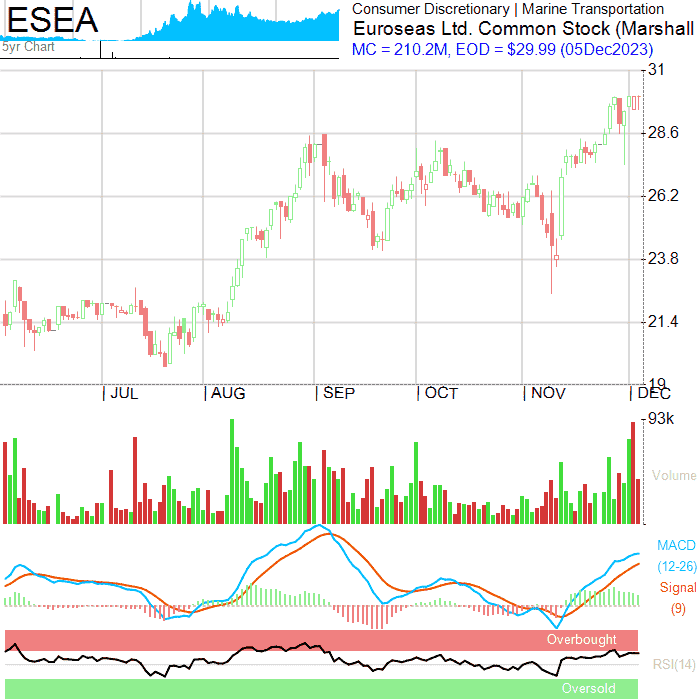 ESEA
5yr Chart
Consumer Discretionary | Marine Transportation
Euroseas Ltd. Common Stock (Marshall
MC = 210.2M, EOD = $29.99 (05Dec2023)
31
28.6
26.2
23.8
21.4
19
JUL AUG SEP OCT NOV DEC
93k
Volume
MACD
(12-26)
Signal
(9)
Overbought
RSI(14)
Oversold